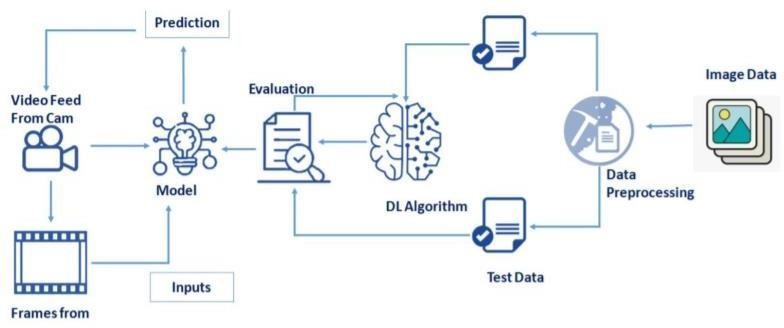 Prediction
Video Feed
From Cam
Evaluation
Image Data
Model
DL Algorithm
Data
Preprocessing
Test Data
Inputs
Frames from